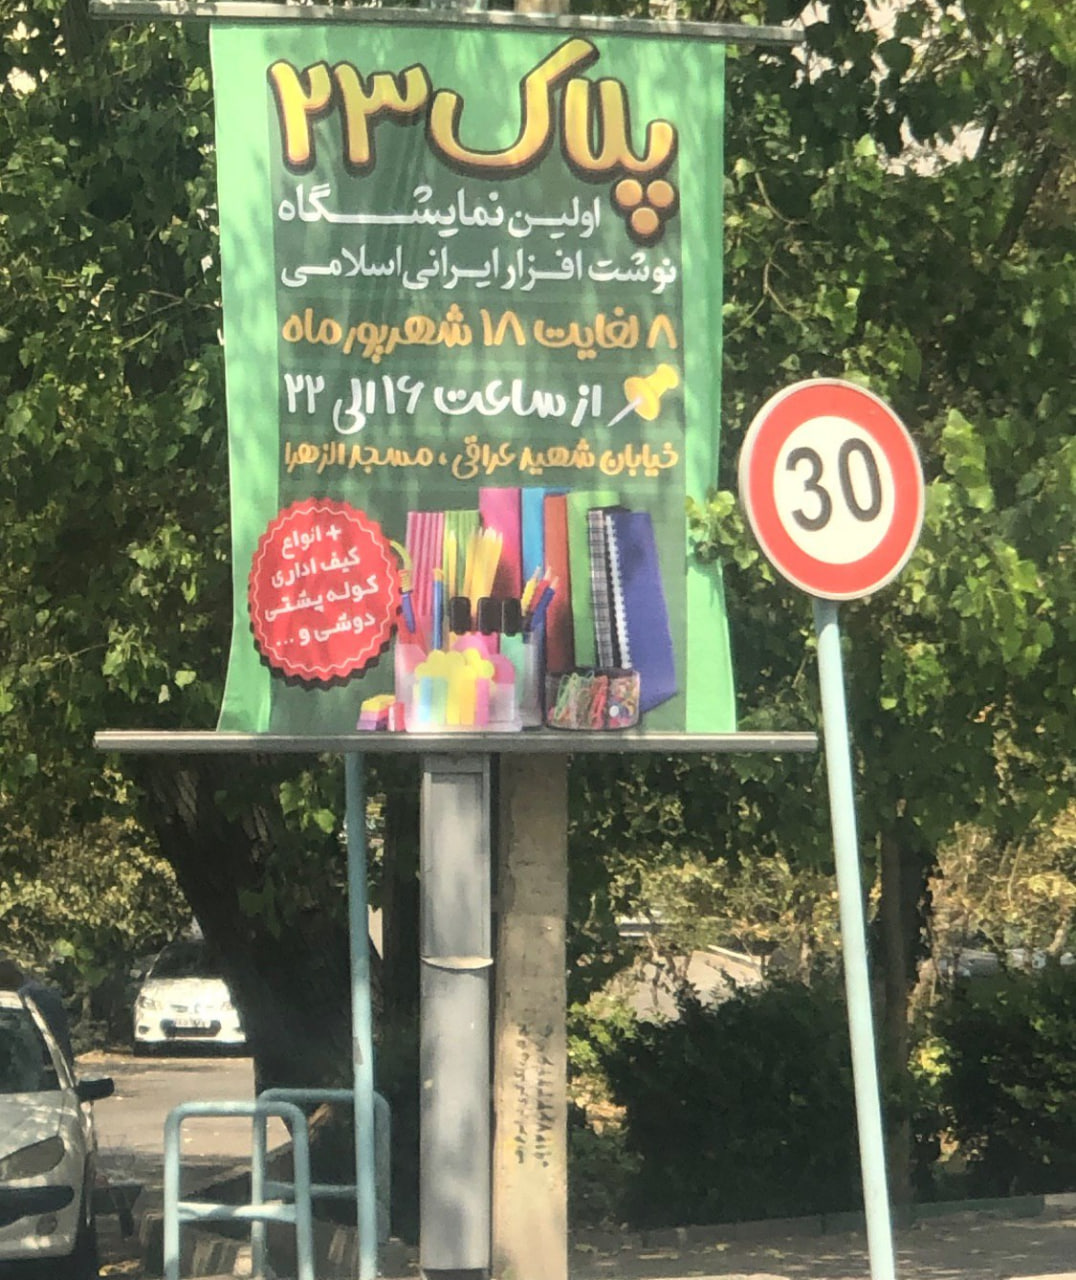 پلاک ۲۳
اولین نمایشگاه
نوشت افزار ایرانی اسلامی
۸ لغایت ۱۸ شهریور ماه
از ساعت ۱۶ الی ۲۲
خیابان شهید عراقی، مسجد الزهرا
+ انواع
کیف اداری
کوله پشتی
دوشی و ...
30